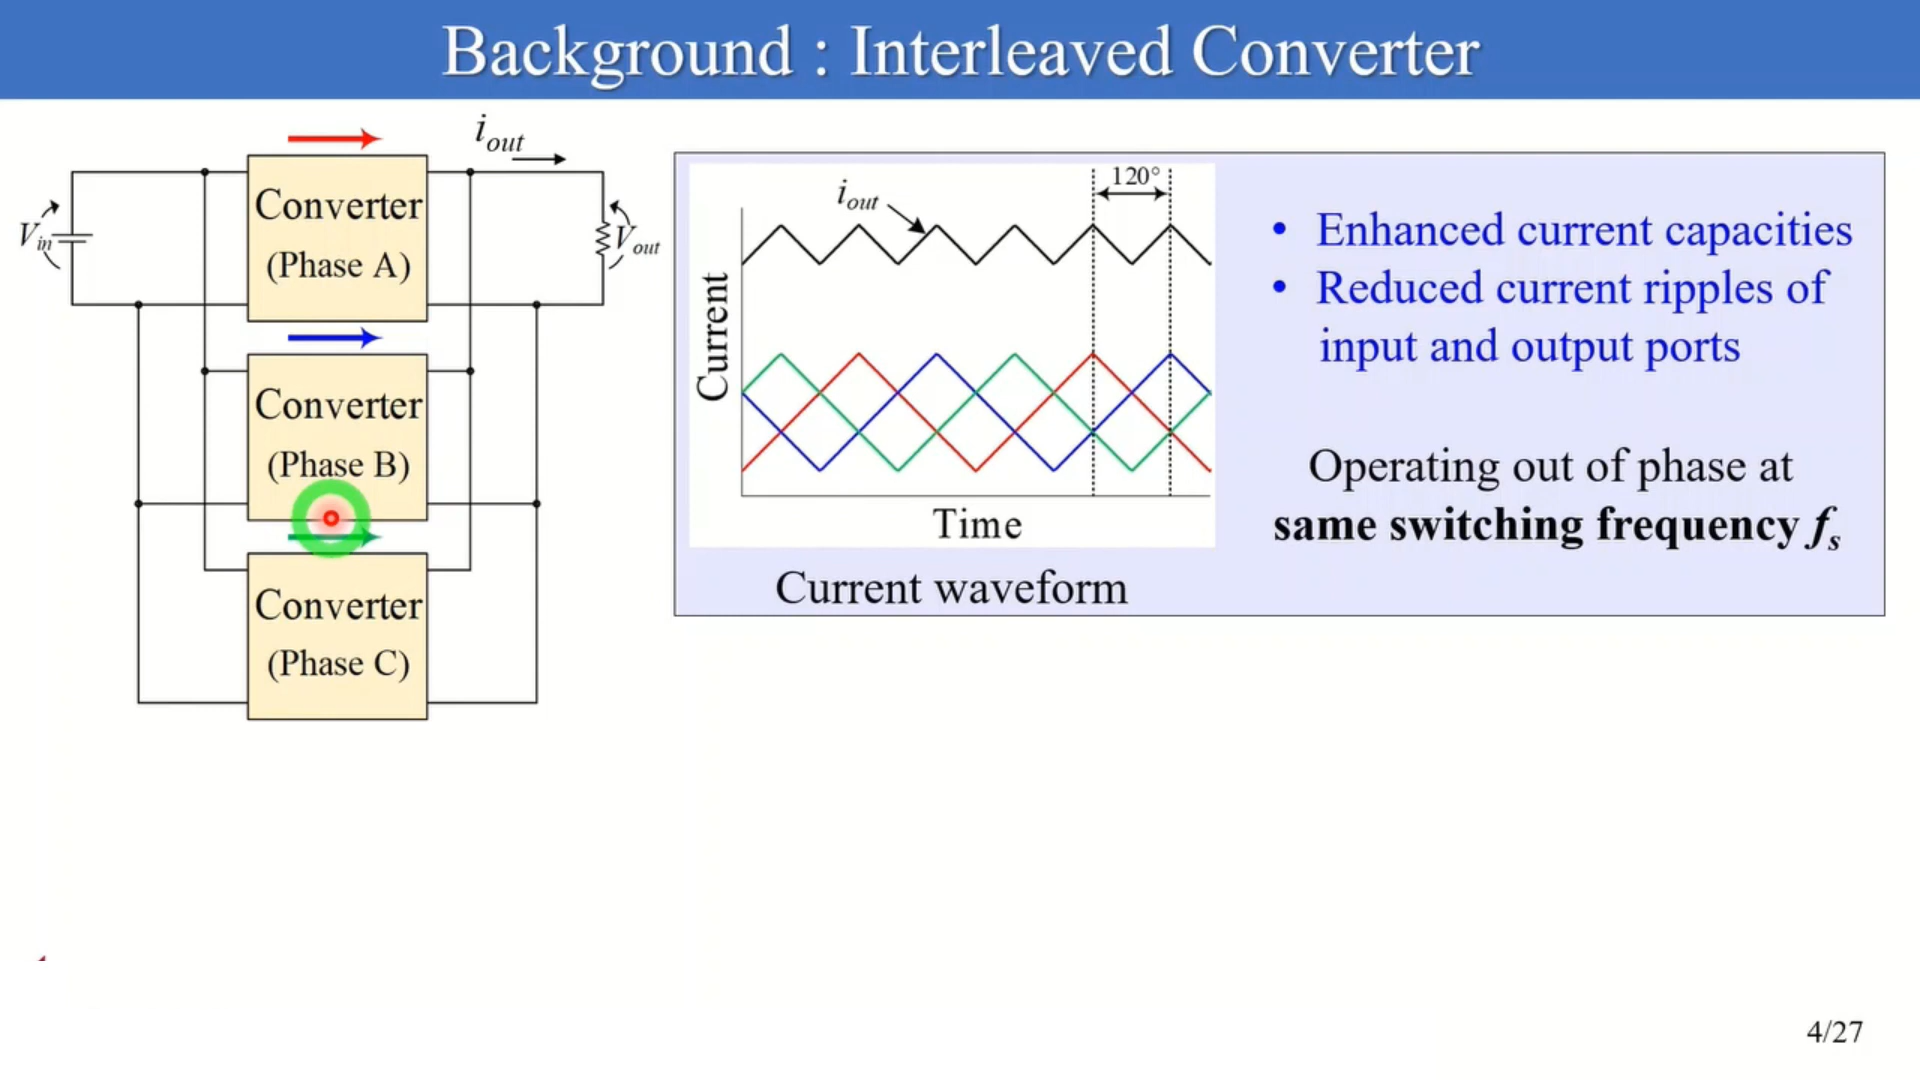 Background : Interleaved Converter
i_out
Converter
(Phase A)
V_in
V_out
Converter
(Phase B)
Converter
(Phase C)
120°
i_out
Current
Time
Current waveform
• Enhanced current capacities
• Reduced current ripples of
input and output ports
Operating out of phase at
same switching frequency f_s
4/27